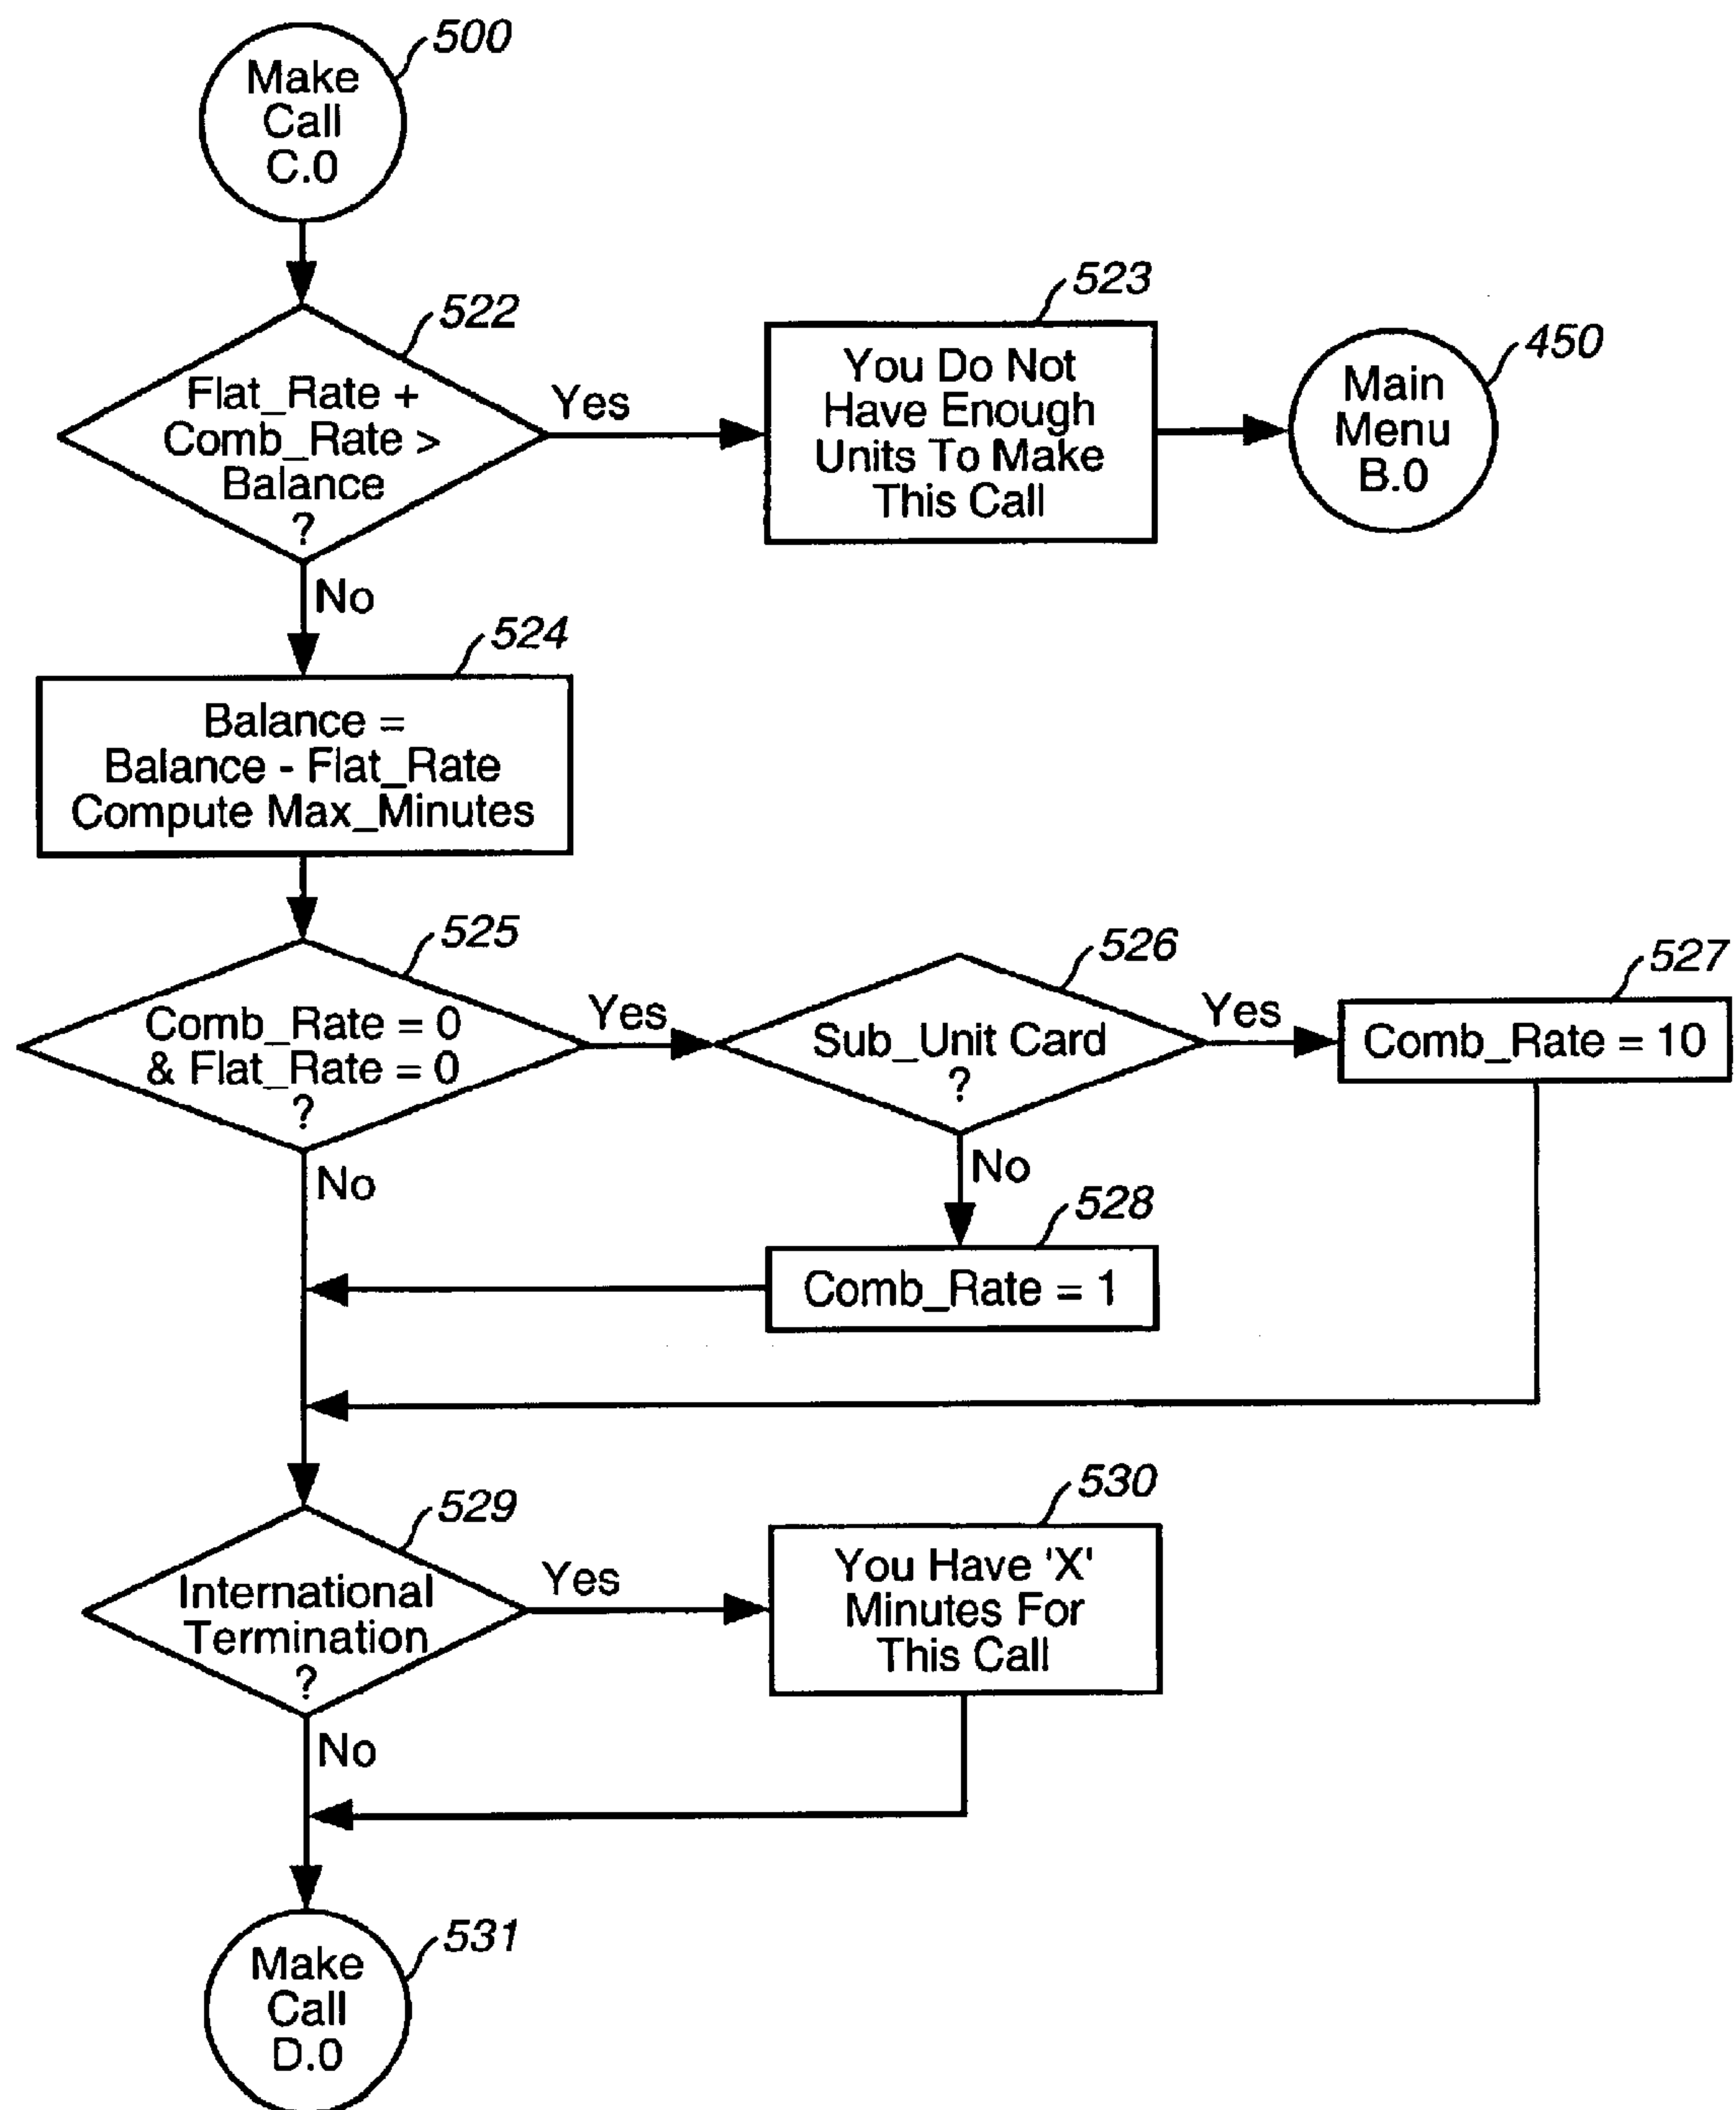 500
Make
Call
C.0
522
Flat_Rate +
Comb_Rate >
Balance
?
Yes
523
You Do Not
Have Enough
Units To Make
This Call
450
Main
Menu
B.0
No
524
Balance =
Balance - Flat_Rate
Compute Max_Minutes
525
Comb_Rate = 0
& Flat_Rate = 0
?
Yes
526
Sub_Unit Card
?
Yes
527
Comb_Rate = 10
No
No
528
Comb_Rate = 1
529
International
Termination
?
Yes
530
You Have 'X'
Minutes For
This Call
No
531
Make
Call
D.0